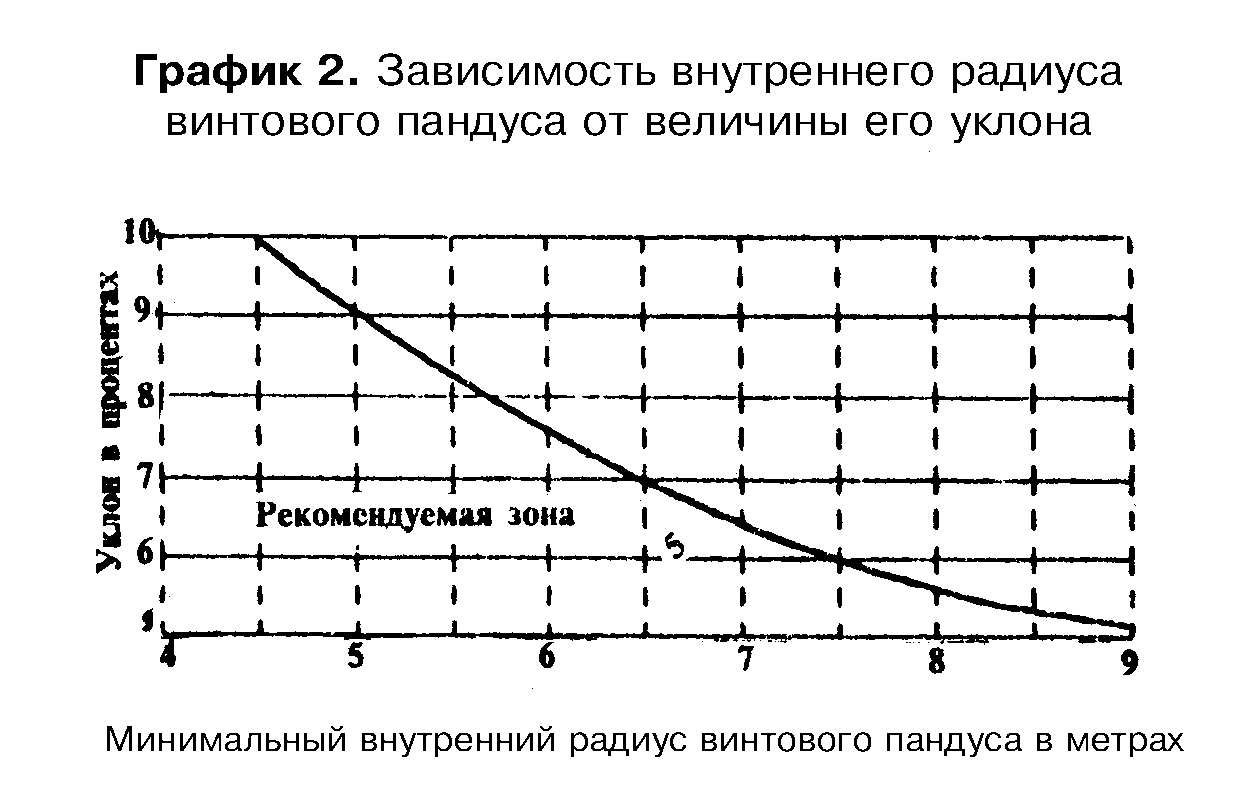 График 2. Зависимость внутреннего радиуса
винтового пандуса от величины его уклона
Уклон в процентах
10
9
8
7
Рекомендуемая зона
6
5
4 5 6 7 8 9
Минимальный внутренний радиус винтового пандуса в метрах